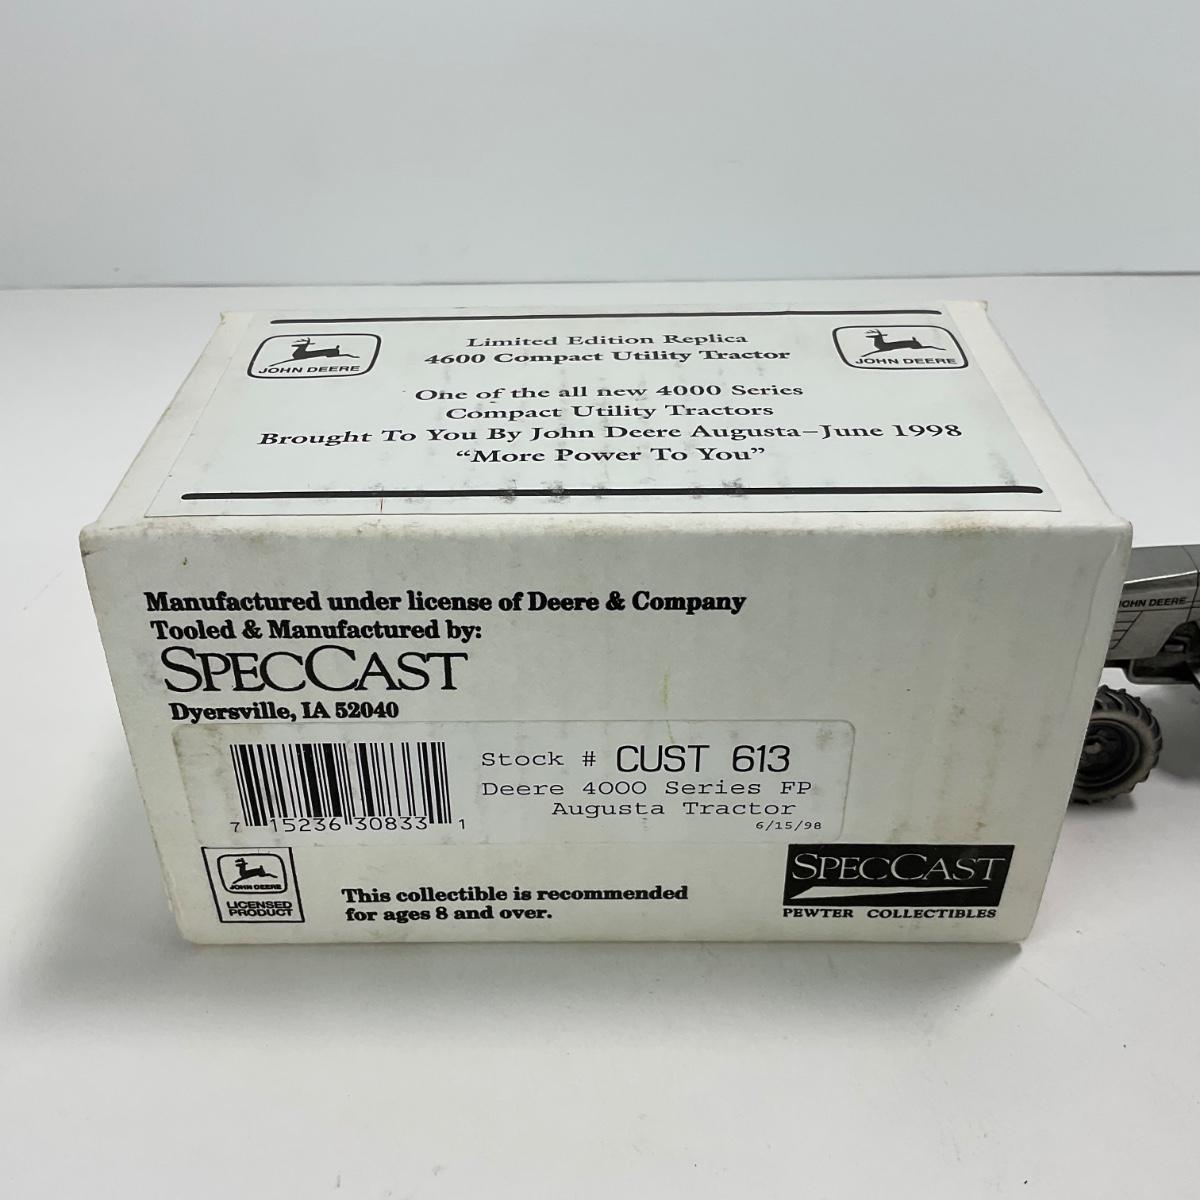 JOHN DEERE
Limited Edition Replica
4600 Compact Utility Tractor
JOHN DEERE
One of the all new 4000 Series
Compact Utility Tractors
Brought To You By John Deere Augusta–June 1998
“More Power To You”
Manufactured under license of Deere & Company
Tooled & Manufactured by:
SPECCAST
Dyersville, IA 52040
7 15236 30833 1
Stock # CUST 613
Deere 4000 Series FP
Augusta Tractor
6/15/98
JOHN DEERE
LICENSED
PRODUCT
This collectible is recommended
for ages 8 and over.
SPECCAST
PEWTER COLLECTIBLES
JOHN DEERE